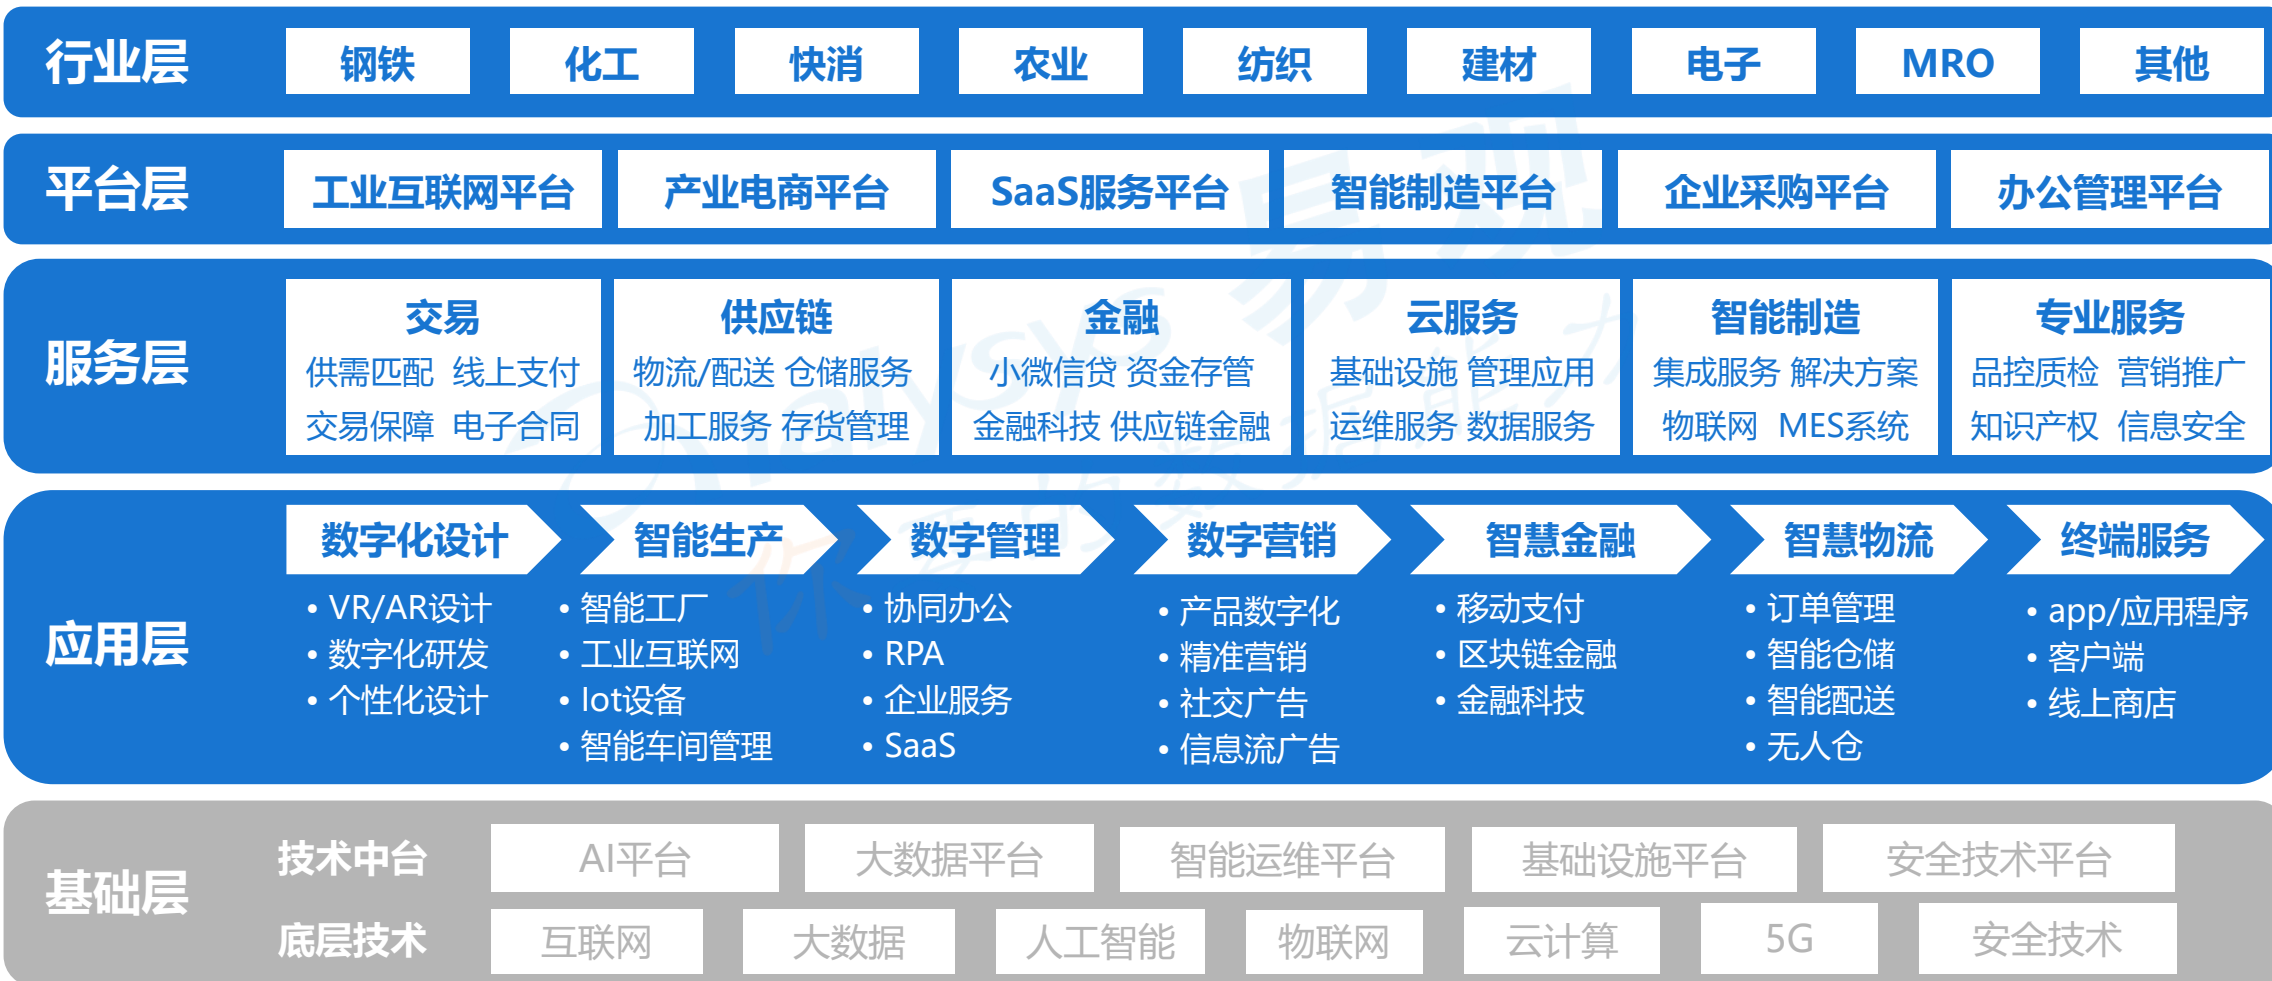 行业层 钢铁 化工 快消 农业 纺织 建材 电子 MRO 其他
平台层 工业互联网平台 产业电商平台 SaaS服务平台 智能制造平台 企业采购平台 办公管理平台
服务层
交易 供应链 金融 云服务 智能制造 专业服务
供需匹配 线上支付 物流/配送 仓储服务 小微信贷 资金存管 基础设施 管理应用 集成服务 解决方案 品控质检 营销推广
交易保障 电子合同 加工服务 存货管理 金融科技 供应链金融 运维服务 数据服务 物联网 MES系统 知识产权 信息安全
应用层
数字化设计 智能生产 数字管理 数字营销 智慧金融 智慧物流 终端服务
• VR/AR设计 • 智能工厂 • 协同办公 • 产品数字化 • 移动支付 • 订单管理 • app/应用程序
• 数字化研发 • 工业互联网 • RPA • 精准营销 • 区块链金融 • 智能仓储 • 客户端
• 个性化设计 • Iot设备 • 企业服务 • 社交广告 • 金融科技 • 智能配送 • 线上商店
• 智能车间管理 • SaaS • 信息流广告 • 无人仓
基础层
技术中台 AI平台 大数据平台 智能运维平台 基础设施平台 安全技术平台
底层技术 互联网 大数据 人工智能 物联网 云计算 5G 安全技术
nalysys 易观
你要的数据能力